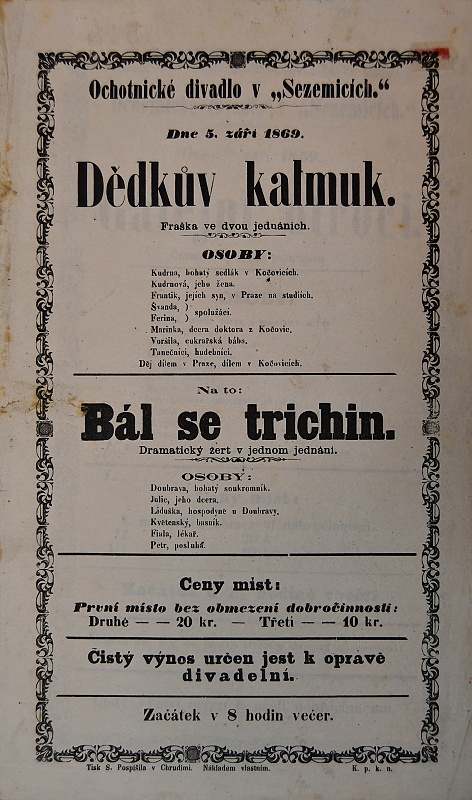 Ochotnické divadlo v „Sezemicích.“
Dne 5. září 1869.
Dědkův kalmuk.
Fraška ve dvou jednáních.
OSOBY:
Kudrna, bohatý sedlák v Kočovicích.
Kudrnová, jeho žena.
Frantík, jejich syn, v Praze na studiích.
Švanda, )
Ferina, ) spolužáci.
Marinka, dcera doktora z Kočovic.
Voršila, cukrařská bába.
Tanečníci, hudebníci.
Děj dílem v Praze, dílem v Kočovicích.
Na to:
Bál se trichin.
Dramatický žert v jednom jednání.
OSOBY:
Doubrava, bohatý soukromník.
Julie, jeho dcera.
Liduška, hospodyně u Doubravy.
Květenský, básník.
Fiala, lékař.
Petr, posluha.
Ceny míst:
První místo bez obmezení dobročinnosti:
Druhé — — 20 kr. — Třetí — — 10 kr.
Čistý výnos určen jest k opravě
divadelní.
Začátek v 8 hodin večer.
Tisk S. Pospíšila v Chrudimi. Nákladem vlastním. K. p. k. n.